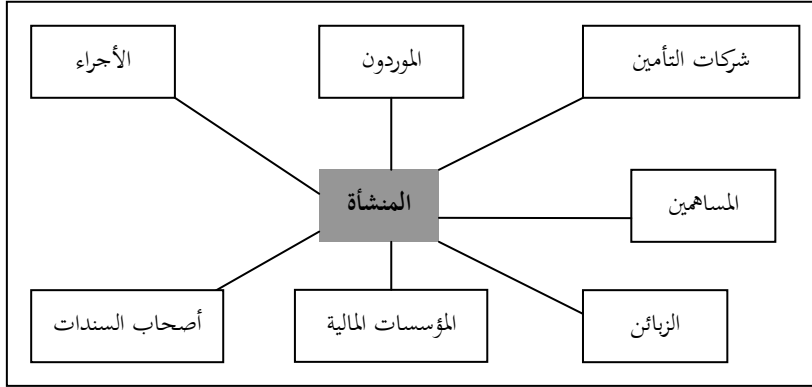 شركات التأمين
الموردون
الأجراء
المساهمين
المنشأة
الزبائن
المؤسسات المالية
أصحاب السندات